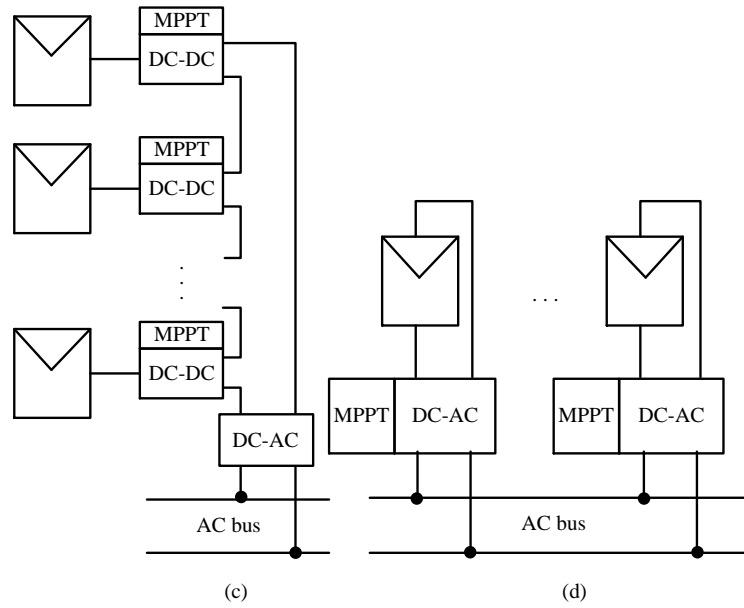 MPPT
DC-DC
MPPT
DC-DC
. . .
MPPT
DC-DC
DC-AC
AC bus
(c)
. . .
MPPT DC-AC
MPPT DC-AC
AC bus
(d)